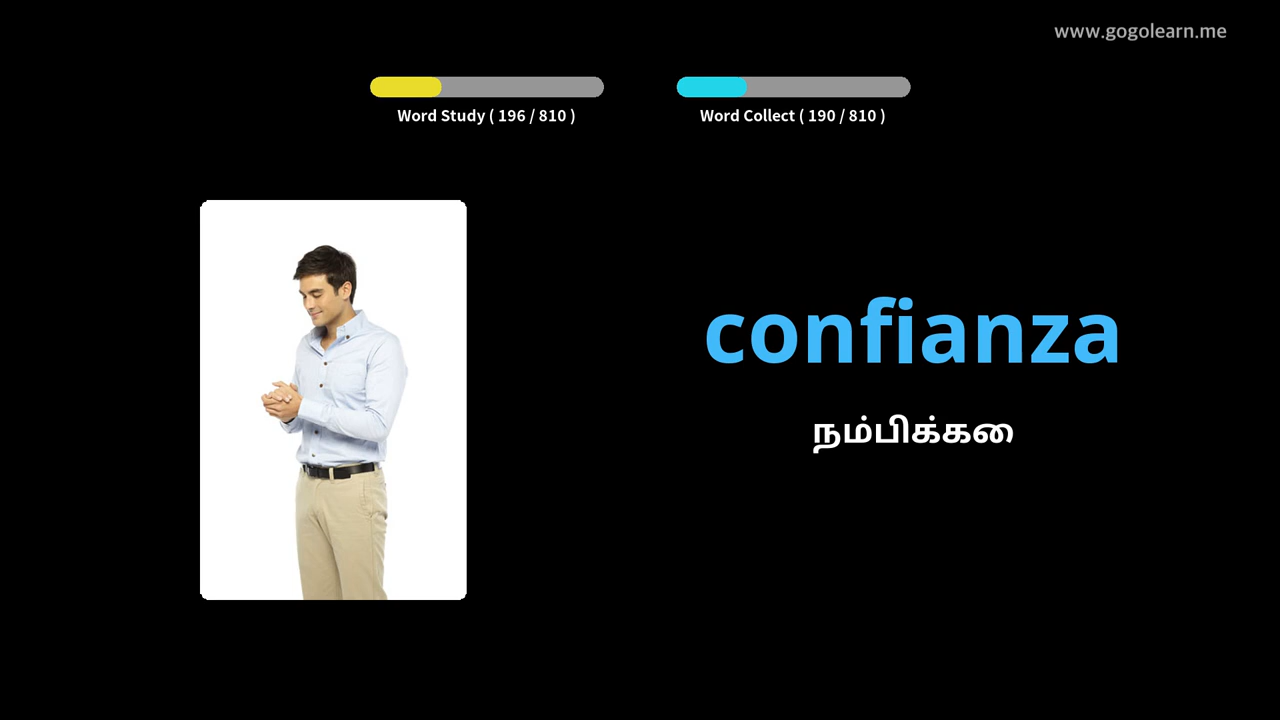 www.gogolearn.me
Word Study ( 196 / 810 )
Word Collect ( 190 / 810 )
confianza
நம்பிக்கை